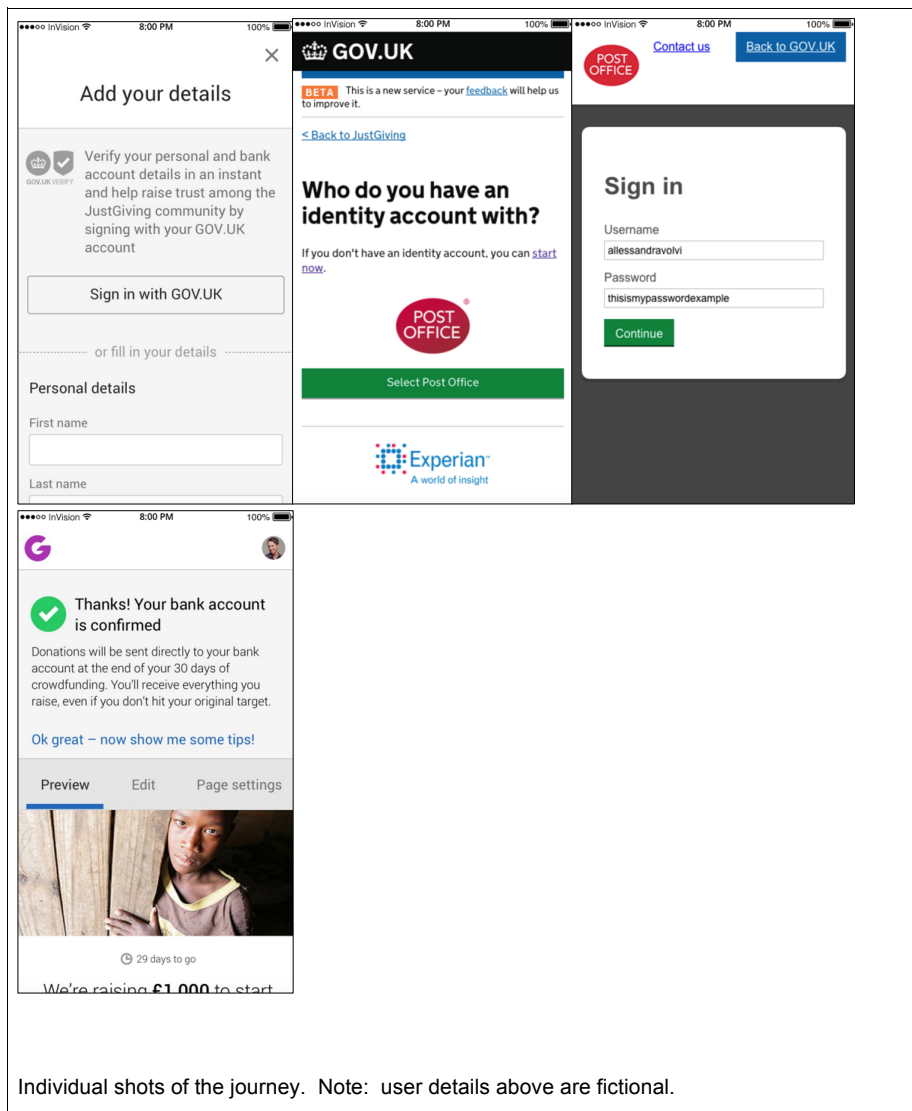 ●●●○○ InVision 8:00 PM 100%
×
Add your details
GOV.UK VERIFY
Verify your personal and bank
account details in an instant
and help raise trust among the
JustGiving community by
signing with your GOV.UK
account
Sign in with GOV.UK
or fill in your details
Personal details
First name
Last name
●●●○○ InVision 8:00 PM 100%
GOV.UK
BETA This is a new service – your feedback will help us
to improve it.
< Back to JustGiving
Who do you have an
identity account with?
If you don't have an identity account, you can start
now.
POST
OFFICE
®
Select Post Office
Experian™
A world of insight
●●●○○ InVision 8:00 PM 100%
POST
OFFICE
Contact us
Back to GOV.UK
Sign in
Username
allessandravolvi
Password
thisismypasswordexample
Continue
●●●○○ InVision 8:00 PM 100%
G
Thanks! Your bank account
is confirmed
Donations will be sent directly to your bank
account at the end of your 30 days of
crowdfunding. You'll receive everything you
raise, even if you don't hit your original target.
Ok great – now show me some tips!
Preview Edit Page settings
29 days to go
We're raising £1,000 to start
Individual shots of the journey. Note: user details above are fictional.